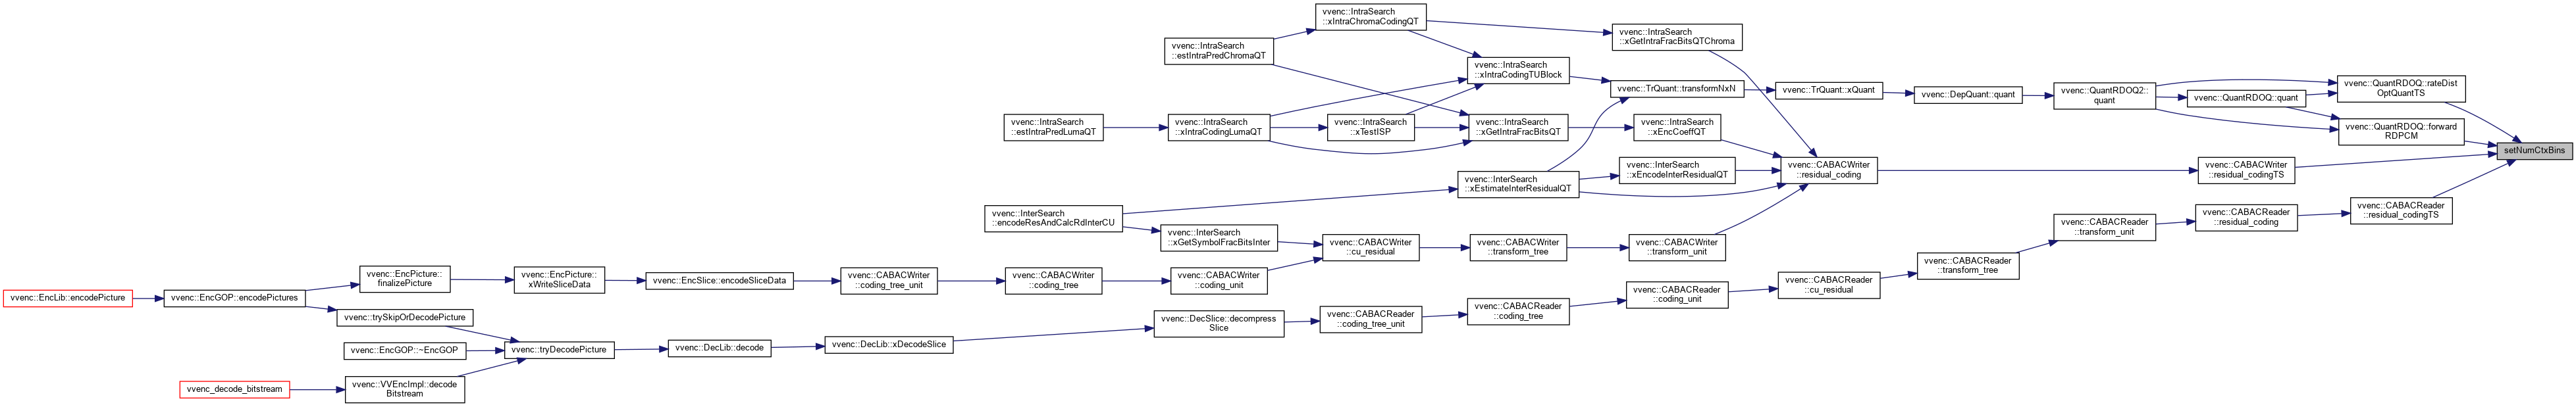 vvenc::IntraSearch
::xIntraChromaCodingQT
vvenc::IntraSearch
::xGetIntraFracBitsQTChroma
vvenc::IntraSearch
::estIntraPredChromaQT
vvenc::IntraSearch
::xIntraCodingTUBlock
vvenc::TrQuant::transformNxN
vvenc::TrQuant::xQuant
vvenc::DepQuant::quant
vvenc::QuantRDOQ2::
quant
vvenc::QuantRDOQ::quant
vvenc::QuantRDOQ::rateDist
OptQuantTS
vvenc::IntraSearch
::estIntraPredLumaQT
vvenc::IntraSearch
::xIntraCodingLumaQT
vvenc::IntraSearch
::xTestISP
vvenc::IntraSearch
::xGetIntraFracBitsQT
vvenc::IntraSearch
::xEncCoeffQT
vvenc::QuantRDOQ::forward
RDPCM
setNumCtxBins
vvenc::InterSearch
::xEstimateInterResidualQT
vvenc::InterSearch
::xEncodeInterResidualQT
vvenc::CABACWriter
::residual_coding
vvenc::CABACWriter
::residual_codingTS
vvenc::InterSearch
::encodeResAndCalcRdInterCU
vvenc::InterSearch
::xGetSymbolFracBitsInter
vvenc::CABACWriter
::cu_residual
vvenc::CABACWriter
::transform_tree
vvenc::CABACWriter
::transform_unit
vvenc::CABACReader
::transform_unit
vvenc::CABACReader
::residual_coding
vvenc::CABACReader
::residual_codingTS
vvenc::EncLib::encodePicture
vvenc::EncGOP::encodePictures
vvenc::EncPicture::
finalizePicture
vvenc::EncPicture::
xWriteSliceData
vvenc::EncSlice::encodeSliceData
vvenc::CABACWriter
::coding_tree_unit
vvenc::CABACWriter
::coding_tree
vvenc::CABACWriter
::coding_unit
vvenc::CABACReader
::coding_unit
vvenc::CABACReader
::cu_residual
vvenc::CABACReader
::transform_tree
vvenc::trySkipOrDecodePicture
vvenc::EncGOP::~EncGOP
vvenc::tryDecodePicture
vvenc::DecLib::decode
vvenc::DecLib::xDecodeSlice
vvenc::DecSlice::decompress
Slice
vvenc::CABACReader
::coding_tree_unit
vvenc::CABACReader
::coding_tree
vvenc_decode_bitstream
vvenc::VVEncImpl::decode
Bitstream